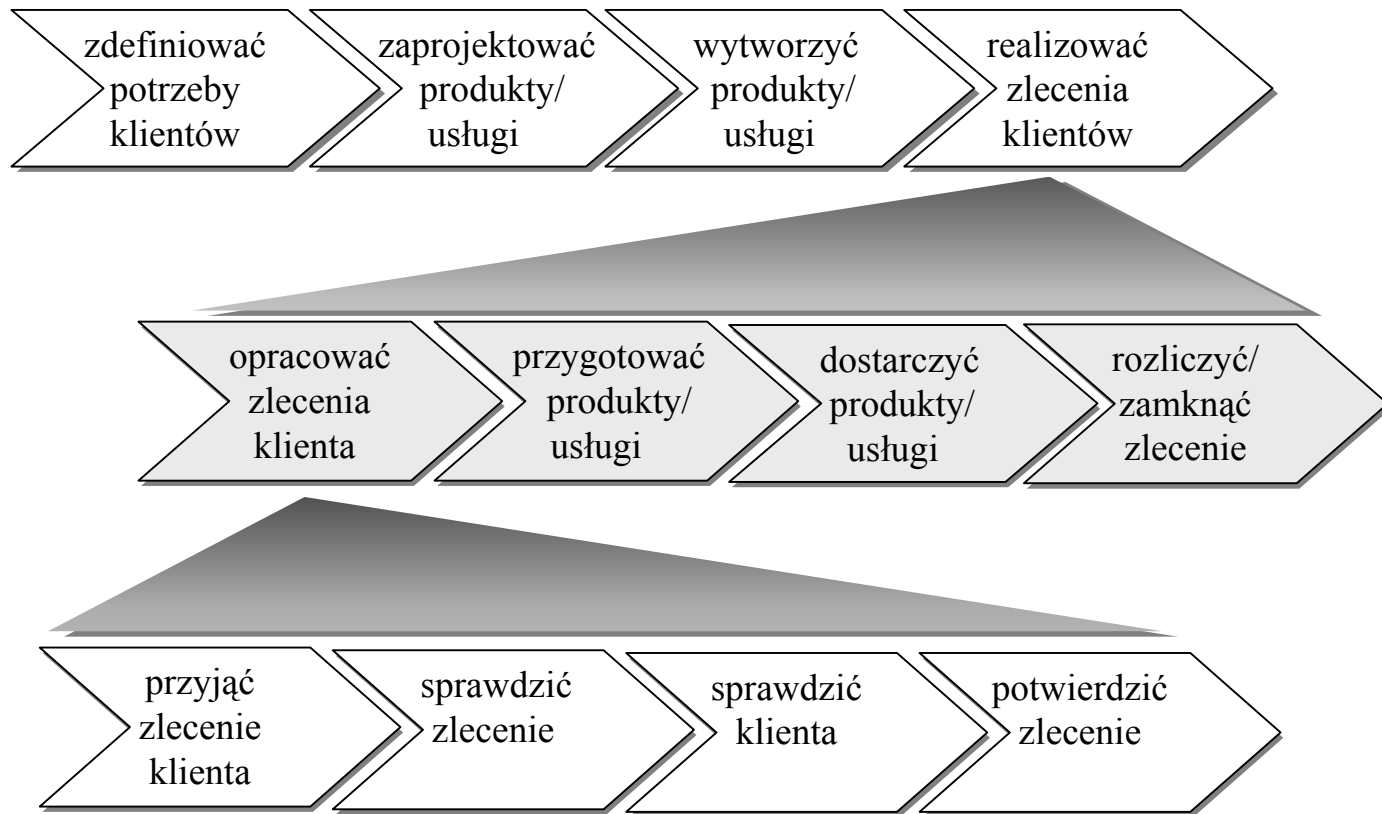 zdefiniować
potrzeby
klientów
zaprojektować
produkty/
usługi
wytworzyć
produkty/
usługi
realizować
zlecenia
klientów
opracować
zlecenia
klienta
przygotować
produkty/
usługi
dostarczyć
produkty/
usługi
rozliczyć/
zamknąć
zlecenie
przyjąć
zlecenie
klienta
sprawdzić
zlecenie
sprawdzić
klienta
potwierdzić
zlecenie